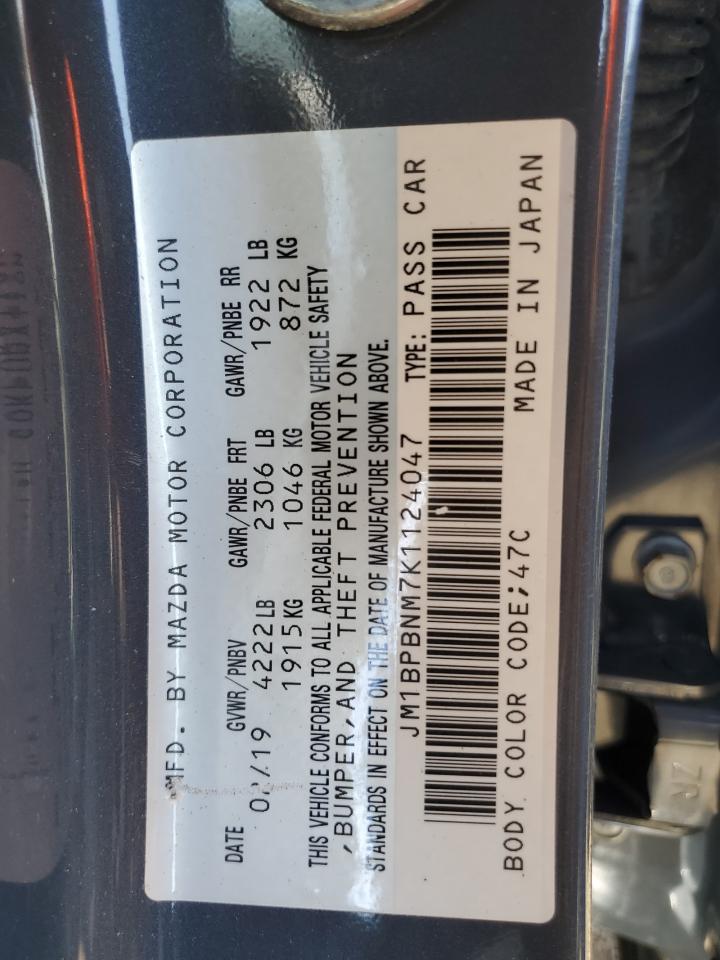 MFD. BY MAZDA MOTOR CORPORATION
DATE GVWR/PNBV GAWR/PNBE FRT GAWR/PNBE RR
4222LB 2306 LB 1922 LB
1915KG 1046 KG 872 KG
THIS VEHICLE CONFORMS TO ALL APPLICABLE FEDERAL MOTOR VEHICLE SAFETY
,BUMPER,AND THEFT PREVENTION
STANDARDS IN EFFECT ON THE DATE OF MANUFACTURE SHOWN ABOVE.
JM1BPBNM7K1124047 TYPE: PASS CAR
BODY COLOR CODE;47C MADE IN JAPAN